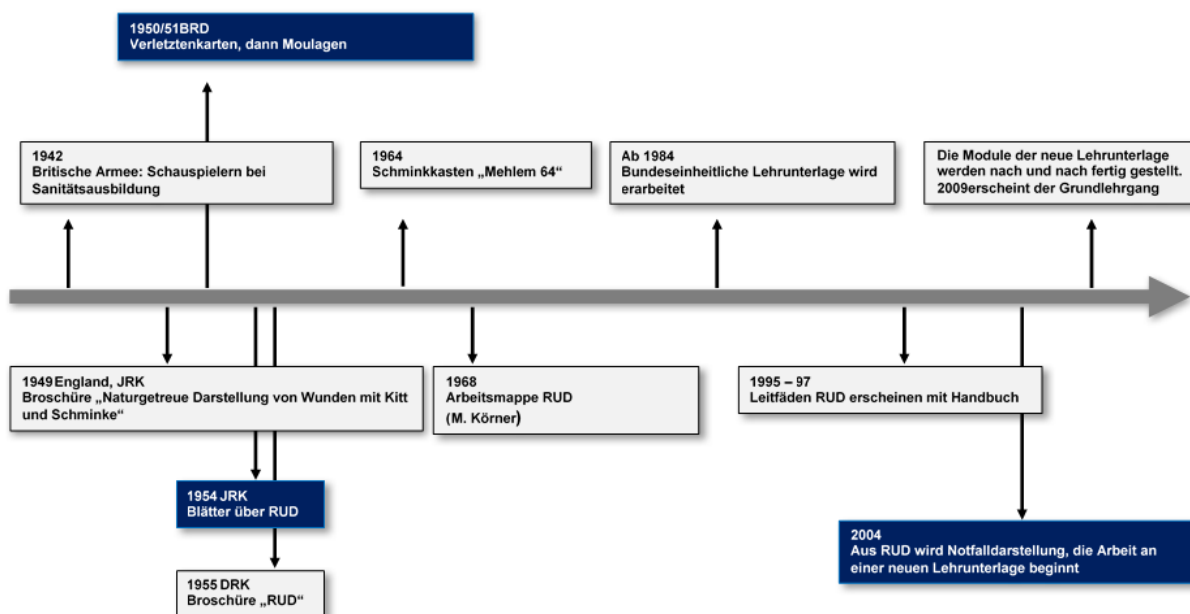 1950/51BRD
Verletztenkarten, dann Moulagen
1942
Britische Armee: Schauspielern bei
Sanitätsausbildung
1964
Schminkkasten „Mehlem 64“
Ab 1984
Bundeseinheitliche Lehrunterlage wird
erarbeitet
Die Module der neue Lehrunterlage
werden nach und nach fertig gestellt.
2009erscheint der Grundlehrgang
1949 England, JRK
Broschüre „Naturgetreue Darstellung von Wunden mit Kitt
und Schminke“
1968
Arbeitsmappe RUD
(M. Körner)
1995 – 97
Leitfäden RUD erscheinen mit Handbuch
1954 JRK
Blätter über RUD
2004
Aus RUD wird Notfalldarstellung, die Arbeit an
einer neuen Lehrunterlage beginnt
1955 DRK
Broschüre „RUD“